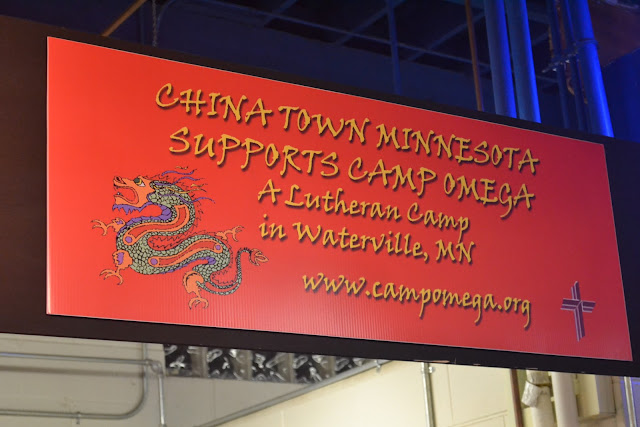 CHINA TOWN MINNESOTA
SUPPORTS CAMP OMEGA
A Lutheran Camp
in Waterville, MN
www.campomega.org